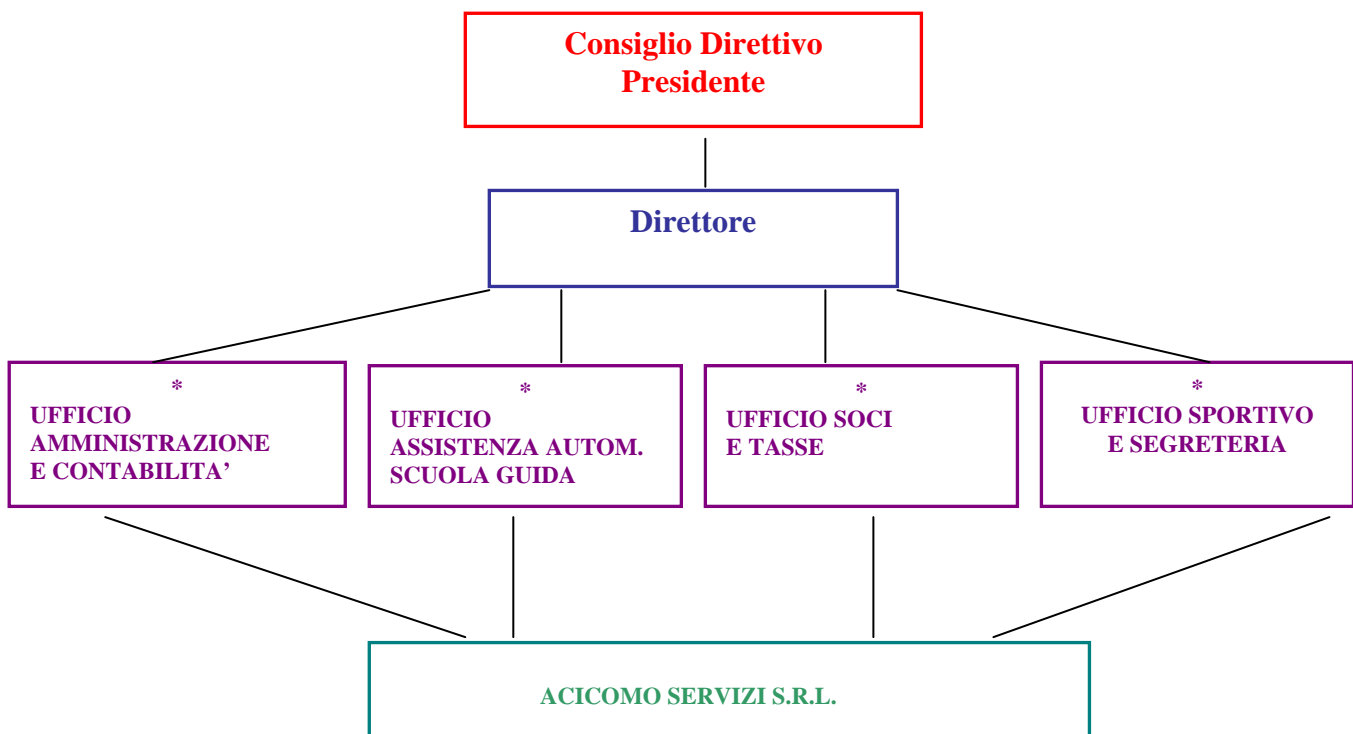 Consiglio Direttivo
Presidente
Direttore
*
UFFICIO
AMMINISTRAZIONE
E CONTABILITA’
*
UFFICIO
ASSISTENZA AUTOM.
SCUOLA GUIDA
*
UFFICIO SOCI
E TASSE
*
UFFICIO SPORTIVO
E SEGRETERIA
ACICOMO SERVIZI S.R.L.